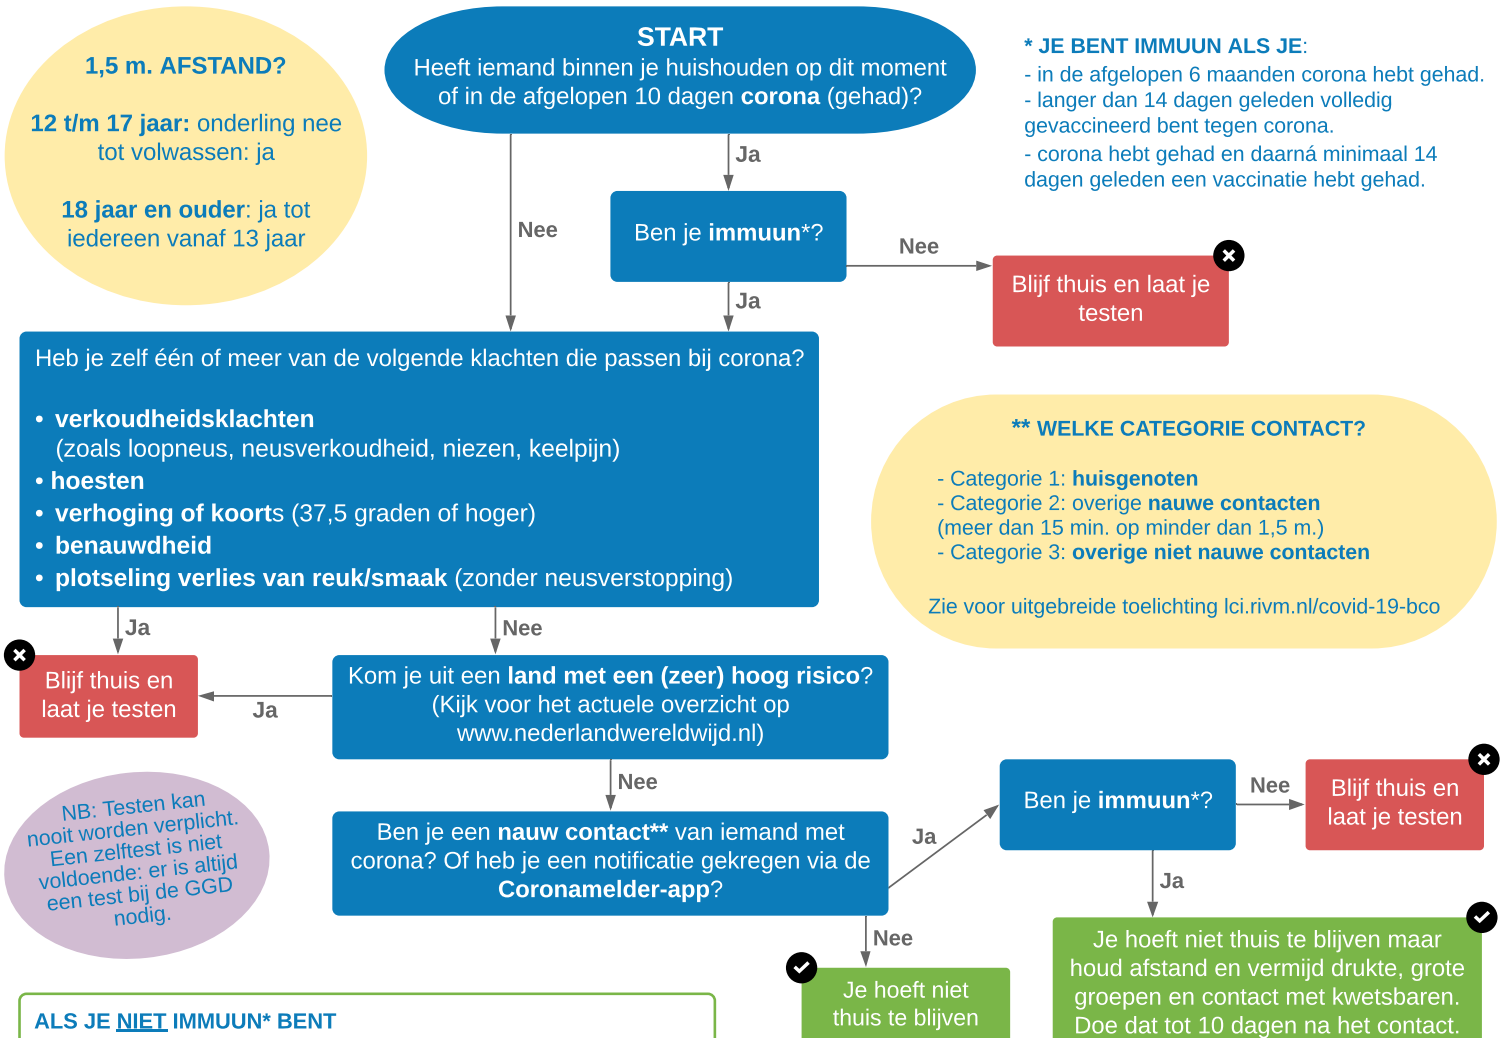 1,5 m. AFSTAND?
12 t/m 17 jaar: onderling nee
tot volwassen: ja
18 jaar en ouder: ja tot
iedereen vanaf 13 jaar
START
Heeft iemand binnen je huishouden op dit moment
of in de afgelopen 10 dagen corona (gehad)?
* JE BENT IMMUUN ALS JE:
- in de afgelopen 6 maanden corona hebt gehad.
- langer dan 14 dagen geleden volledig
gevaccineerd bent tegen corona.
- corona hebt gehad en daarná minimaal 14
dagen geleden een vaccinatie hebt gehad.
Ja
Nee
Ben je immuun*?
Nee
Blijf thuis en laat je
testen
Ja
Heb je zelf één of meer van de volgende klachten die passen bij corona?
• verkoudheidsklachten
(zoals loopneus, neusverkoudheid, niezen, keelpijn)
• hoesten
• verhoging of koorts (37,5 graden of hoger)
• benauwdheid
• plotseling verlies van reuk/smaak (zonder neusverstopping)
** WELKE CATEGORIE CONTACT?
- Categorie 1: huisgenoten
- Categorie 2: overige nauwe contacten
(meer dan 15 min. op minder dan 1,5 m.)
- Categorie 3: overige niet nauwe contacten
Zie voor uitgebreide toelichting lci.rivm.nl/covid-19-bco
Ja
Nee
Blijf thuis en
laat je testen
Ja
Kom je uit een land met een (zeer) hoog risico?
(Kijk voor het actuele overzicht op
www.nederlandwereldwijd.nl)
Nee
NB: Testen kan
nooit worden verplicht.
Een zelftest is niet
voldoende: er is altijd
een test bij de GGD
nodig.
Ben je een nauw contact** van iemand met
corona? Of heb je een notificatie gekregen via de
Coronamelder-app?
Ja
Ben je immuun*?
Nee
Blijf thuis en
laat je testen
Ja
Nee
Je hoeft niet
thuis te blijven
Je hoeft niet thuis te blijven maar
houd afstand en vermijd drukte, grote
groepen en contact met kwetsbaren.
Doe dat tot 10 dagen na het contact.
ALS JE NIET IMMUUN* BENT